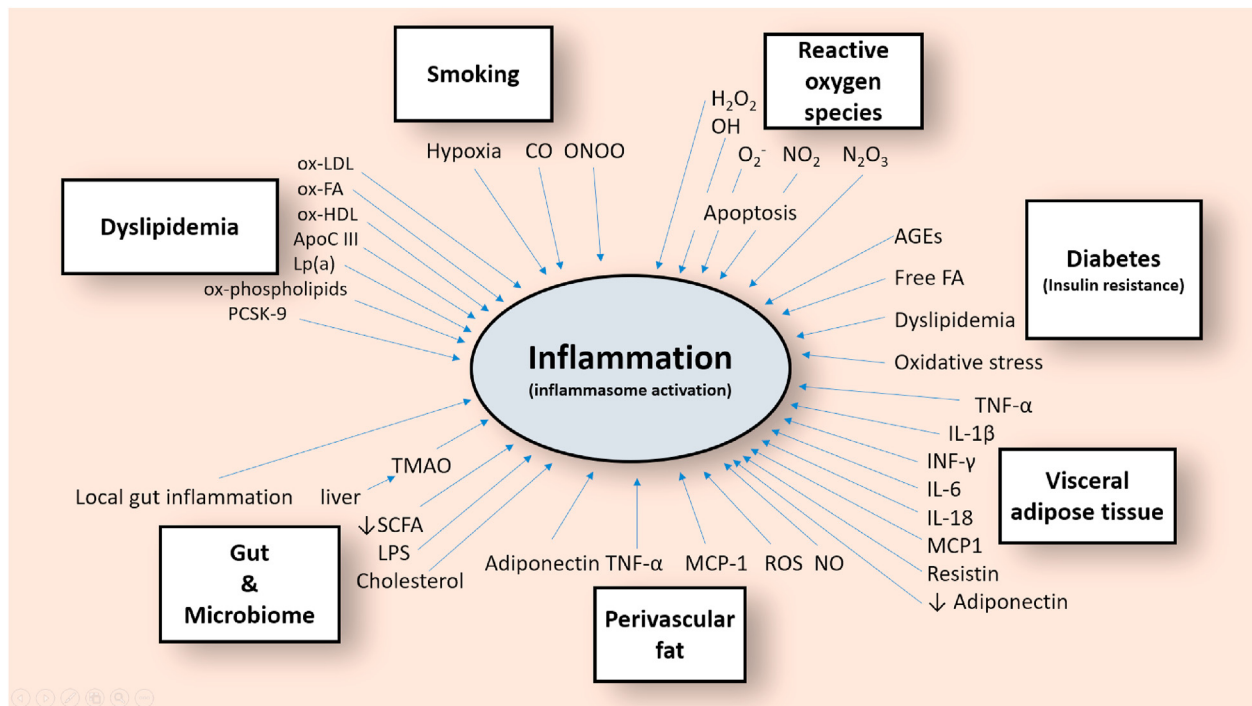 Smoking
Hypoxia CO ONOO
Reactive
oxygen
species
H₂O₂
OH
O₂⁻ NO₂ N₂O₃
Apoptosis
Dyslipidemia
ox-LDL
ox-FA
ox-HDL
ApoC III
Lp(a)
ox-phospholipids
PCSK-9
Diabetes
(Insulin resistance)
AGEs
Free FA
Dyslipidemia
Oxidative stress
Inflammation
(inflammasome activation)
TNF-α
IL-1β
INF-γ
IL-6
IL-18
MCP1
Resistin
↓ Adiponectin
Visceral
adipose tissue
Local gut inflammation liver
TMAO
↓SCFA
LPS
Cholesterol
Gut
&
Microbiome
Adiponectin TNF-α MCP-1 ROS NO
Perivascular
fat